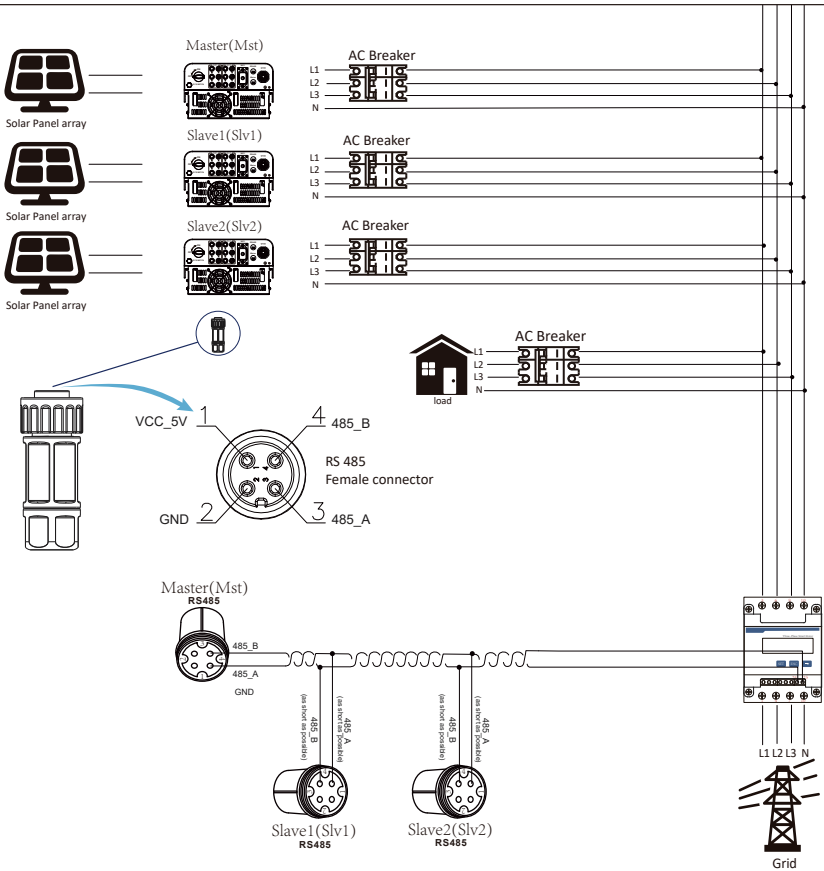 Master(Mst)
AC Breaker
L1
L2
L3
N
Solar Panel array
Slave1(Slv1)
AC Breaker
L1
L2
L3
N
Solar Panel array
Slave2(Slv2)
AC Breaker
L1
L2
L3
N
Solar Panel array
AC Breaker
L1
L2
L3
N
load
VCC_5V 1
4 485_B
RS 485
Female connector
1 4
2 3
GND 2
3 485_A
Master(Mst)
RS485
485_B
485_A
GND
485_B
(as short as possible)
485_A
(as short as possible)
485_B
(as short as possible)
485_A
(as short as possible)
Slave1(Slv1)
RS485
Slave2(Slv2)
RS485
L1 L2 L3 N
Grid